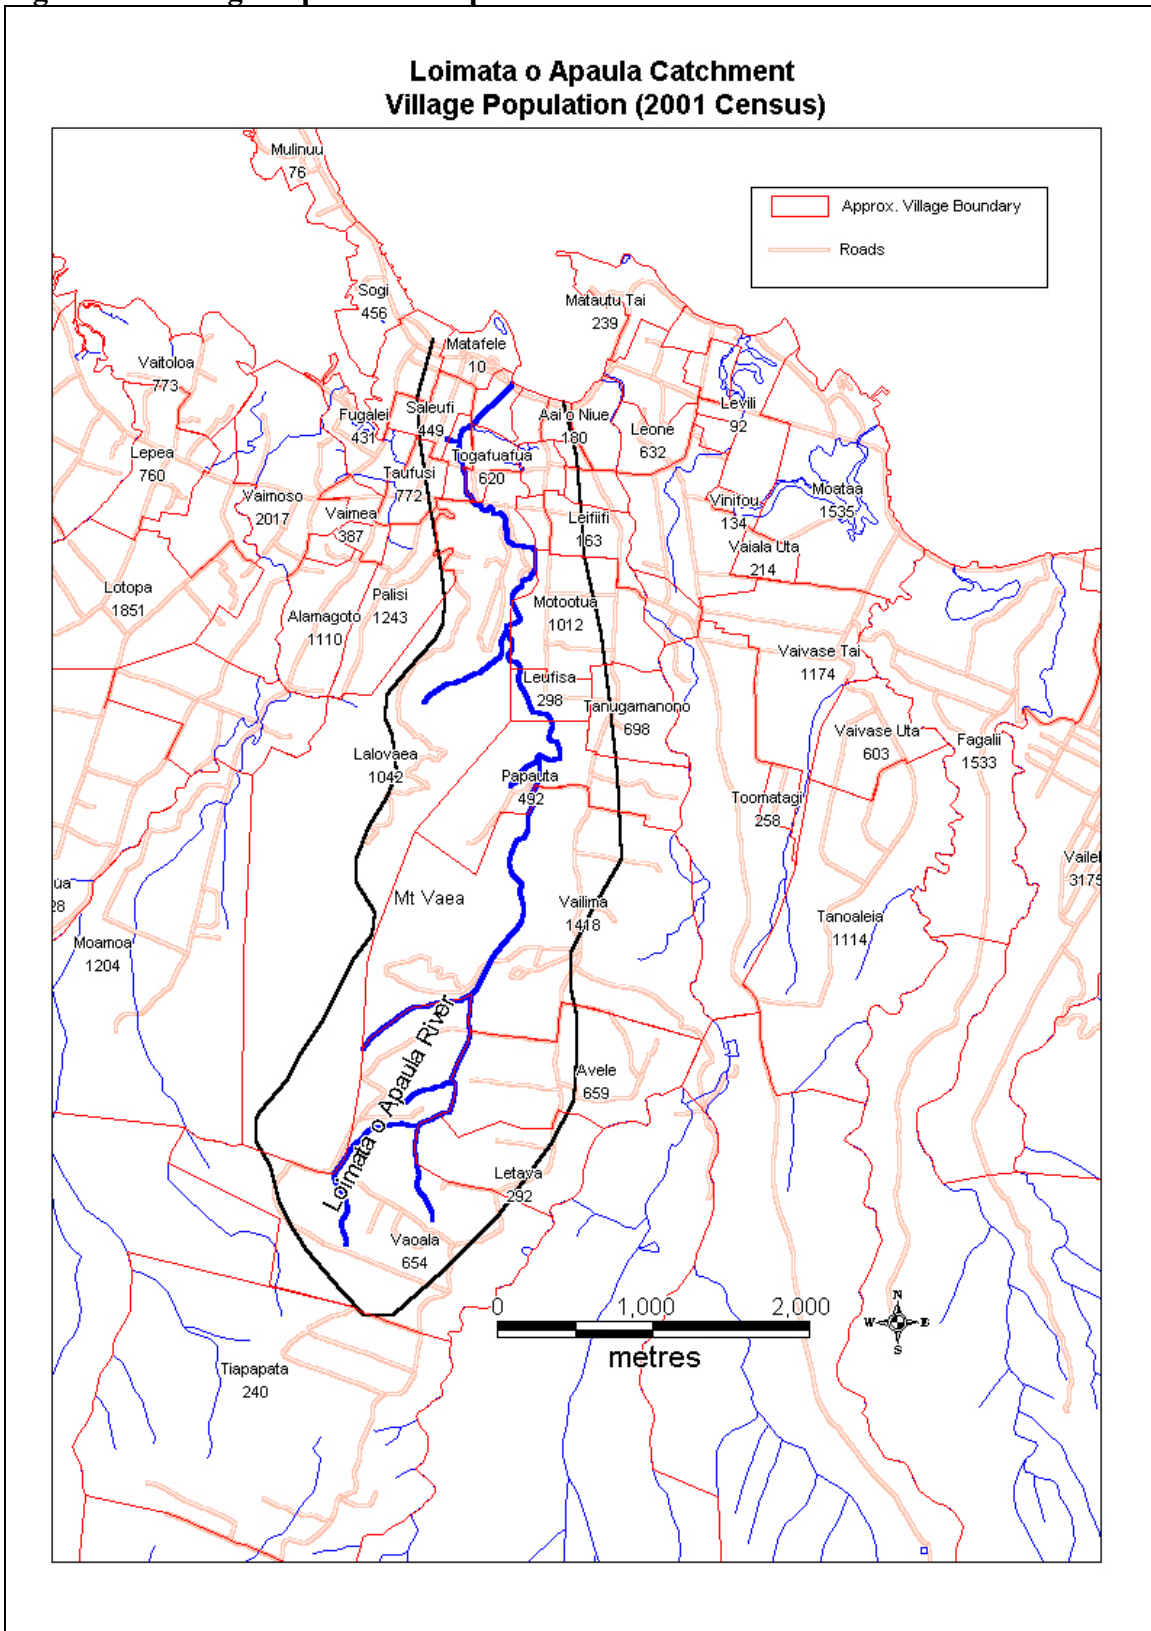 Loimata o Apaula Catchment
Village Population (2001 Census)
Mulinuu
76
Approx. Village Boundary
Roads
Sogi
456
Matautu Tai
239
Matafele
10
Vaitoloa
773
Levili
92
Saleufi
449
Fugalei
431
Aai o Niue
180
Leone
632
Lepea
760
Togafuafua
620
Taufusi
772
Vaimoso
2017
Vaimea
387
Moataa
1535
Vinifou
134
Leifiifi
163
Vaiala Uta
214
Lotopa
1851
Palisi
1243
Alamagoto
1110
Motootua
1012
Vaivase Tai
1174
Leufisa
298
Tanugamanono
698
Vaivase Uta
603
Fagalii
1533
Lalovaea
1042
Papauta
492
Toomatagi
258
3175
Mt Vaea
Vailima
1418
Tanoaleia
1114
Moamoa
1204
Loimata o Apaula River
Avele
659
Letava
292
Vaoala
654
0 1,000 2,000
metres
N
W E
S
Tiapapata
240